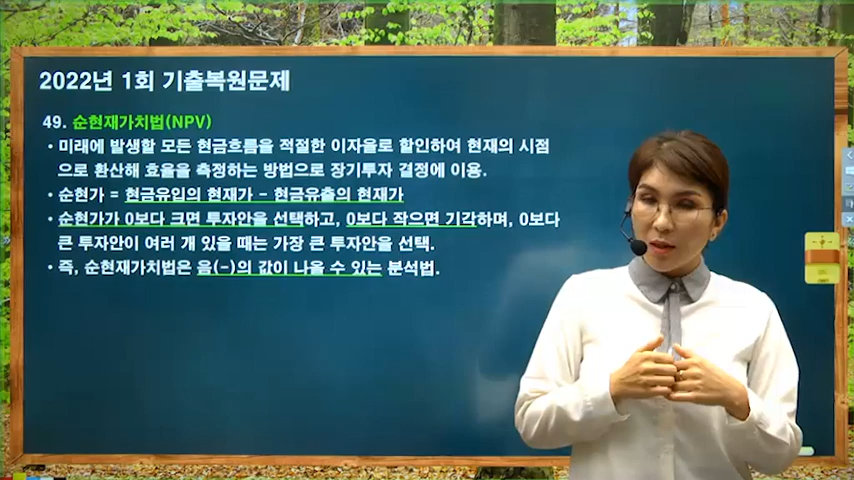 2022년 1회 기출복원문제
49. 순현재가치법(NPV)
• 미래에 발생할 모든 현금흐름을 적절한 이자율로 할인하여 현재의 시점
으로 환산해 효율을 측정하는 방법으로 장기투자 결정에 이용.
• 순현가 = 현금유입의 현재가 - 현금유출의 현재가
• 순현가가 0보다 크면 투자안을 선택하고, 0보다 작으면 기각하며, 0보다
큰 투자안이 여러 개 있을 때는 가장 큰 투자안을 선택.
• 즉, 순현재가치법은 음(-)의 값이 나올 수 있는 분석법.